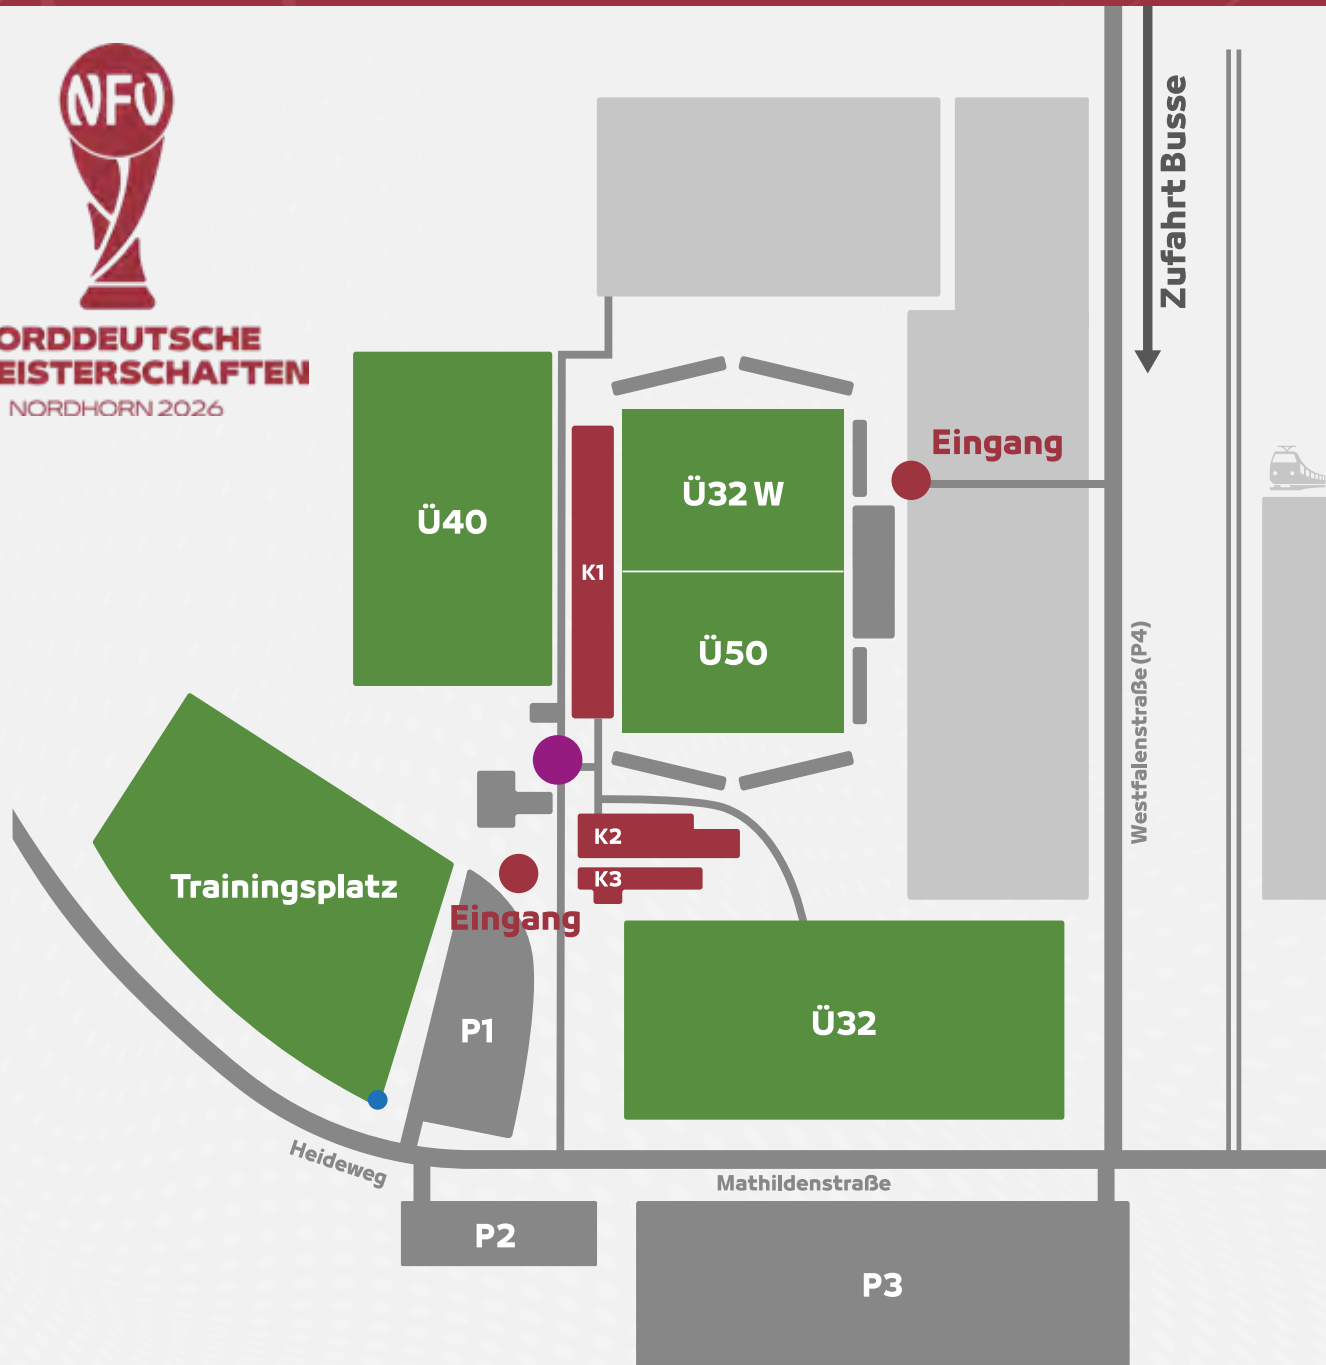 NFV
ORDDEUTSCHE
EISTERSCHAFTEN
NORDHORN 2026
Zufahrt Busse
Eingang
Ü40
K1
Ü32 W
Ü50
Westfalenstraße (P4)
K2
K3
Trainingsplatz
Eingang
P1
Ü32
Heideweg
Mathildenstraße
P2
P3